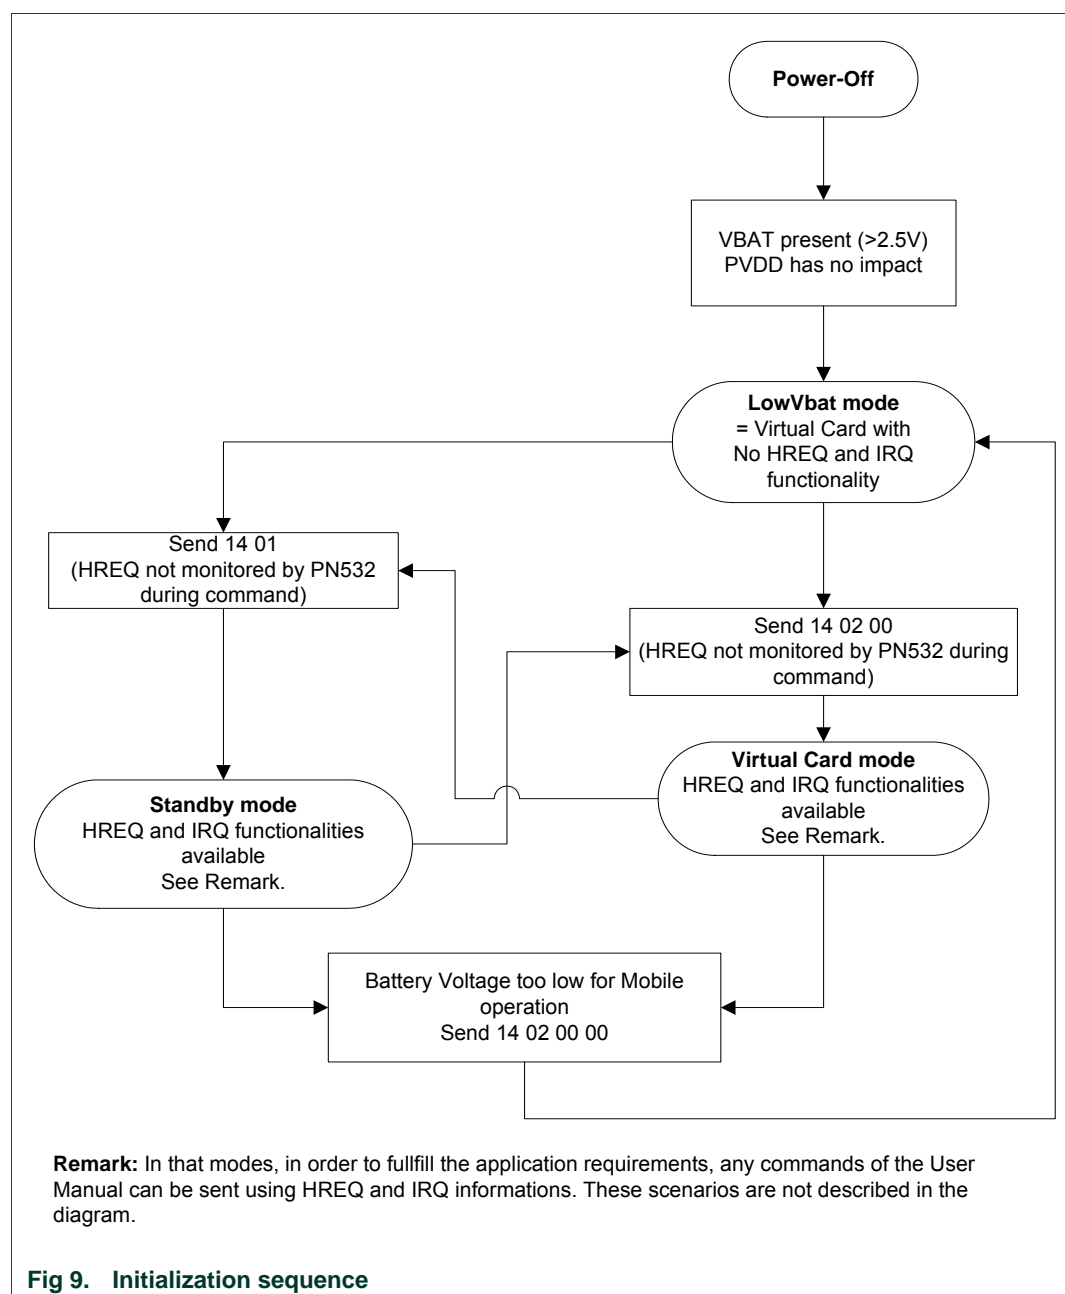 Power-Off
VBAT present (>2.5V)
PVDD has no impact
LowVbat mode
= Virtual Card with
No HREQ and IRQ
functionality
Send 14 01
(HREQ not monitored by PN532
during command)
Send 14 02 00
(HREQ not monitored by PN532 during
command)
Virtual Card mode
HREQ and IRQ functionalities
available
See Remark.
Standby mode
HREQ and IRQ functionalities
available
See Remark.
Battery Voltage too low for Mobile
operation
Send 14 02 00 00
Remark: In that modes, in order to fullfill the application requirements, any commands of the User
Manual can be sent using HREQ and IRQ informations. These scenarios are not described in the
diagram.
Fig 9. Initialization sequence